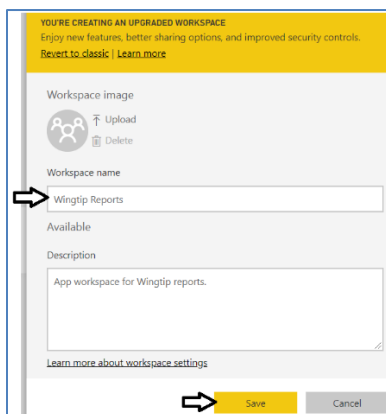 YOU'RE CREATING AN UPGRADED WORKSPACE
Enjoy new features, better sharing options, and improved security controls.
Revert to classic | Learn more
Workspace image
Upload
Delete
Workspace name
Wingtip Reports
Available
Description
App workspace for Wingtip reports.
Learn more about workspace settings
Save Cancel